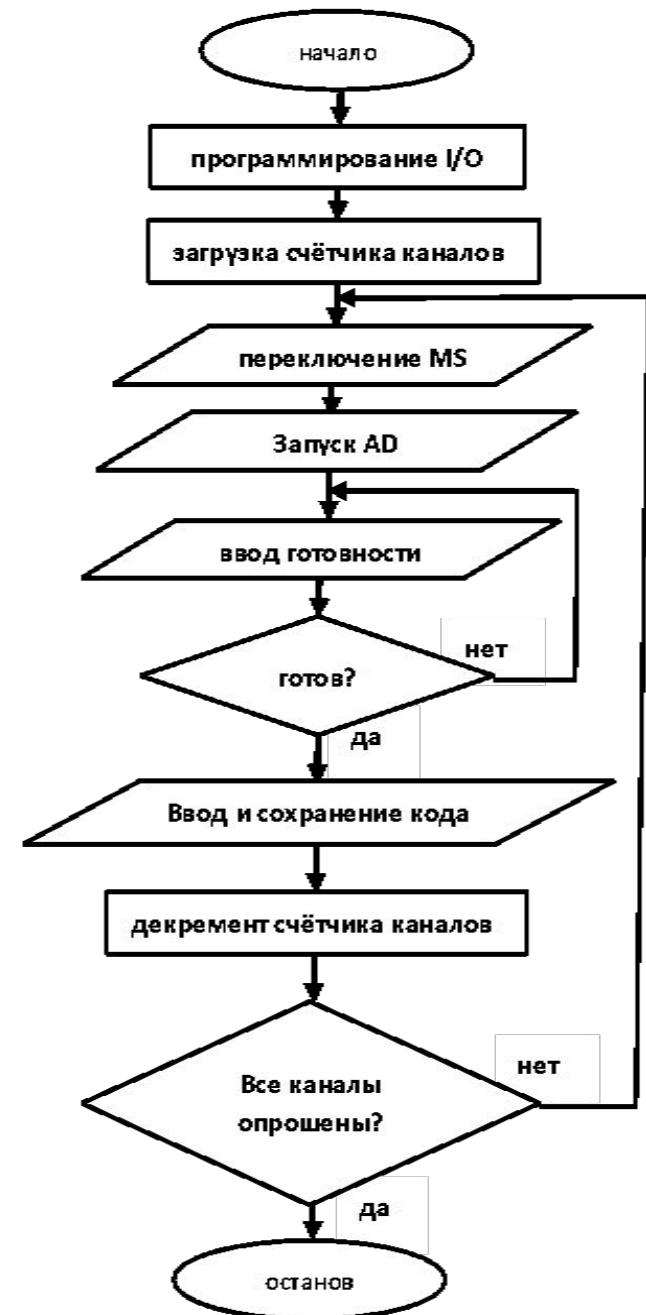 начало
программирование I/O
загрузка счётчика каналов
переключение MS
Запуск AD
ввод готовности
готов?
нет
да
Ввод и сохранение кода
декремент счётчика каналов
Все каналы
опрошены?
нет
да
останов